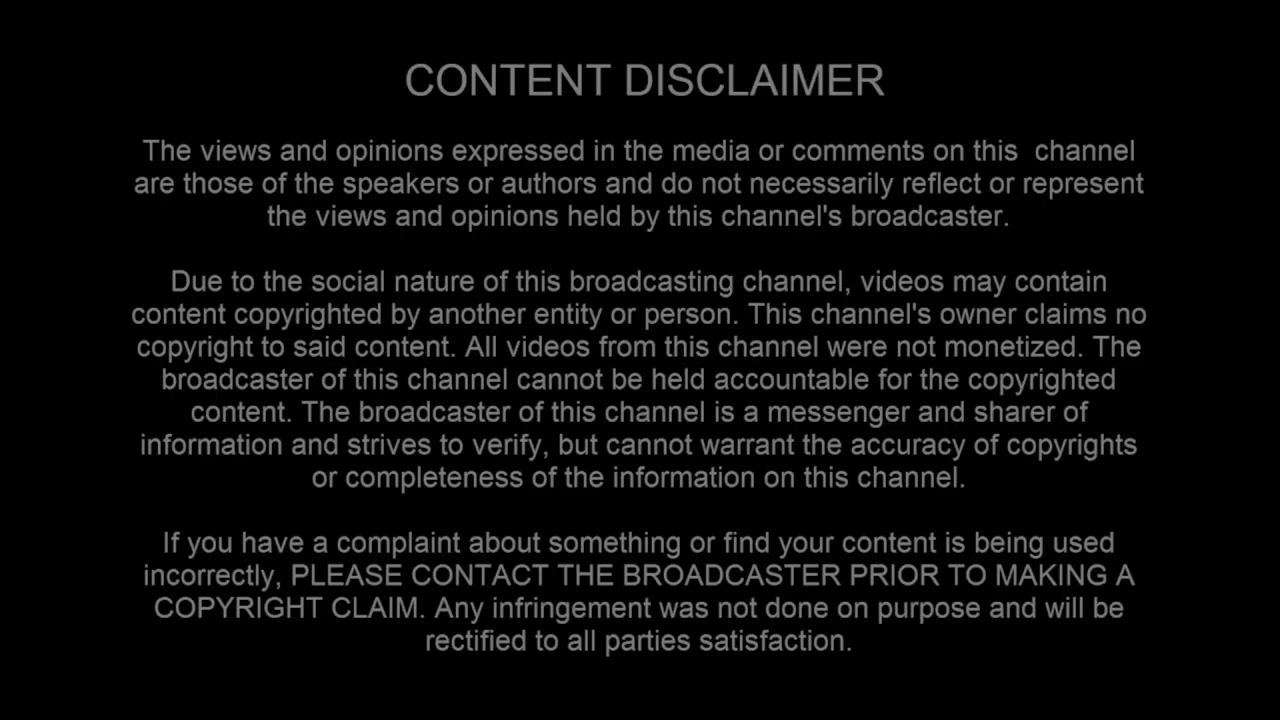 CONTENT DISCLAIMER
The views and opinions expressed in the media or comments on this  channel
are those of the speakers or authors and do not necessarily reflect or represent
the views and opinions held by this channel's broadcaster.
Due to the social nature of this broadcasting channel, videos may contain
content copyrighted by another entity or person. This channel's owner claims no
copyright to said content. All videos from this channel were not monetized. The
broadcaster of this channel cannot be held accountable for the copyrighted
content. The broadcaster of this channel is a messenger and sharer of
information and strives to verify, but cannot warrant the accuracy of copyrights
or completeness of the information on this channel.
If you have a complaint about something or find your content is being used
incorrectly, PLEASE CONTACT THE BROADCASTER PRIOR TO MAKING A
COPYRIGHT CLAIM. Any infringement was not done on purpose and will be
rectified to all parties satisfaction.